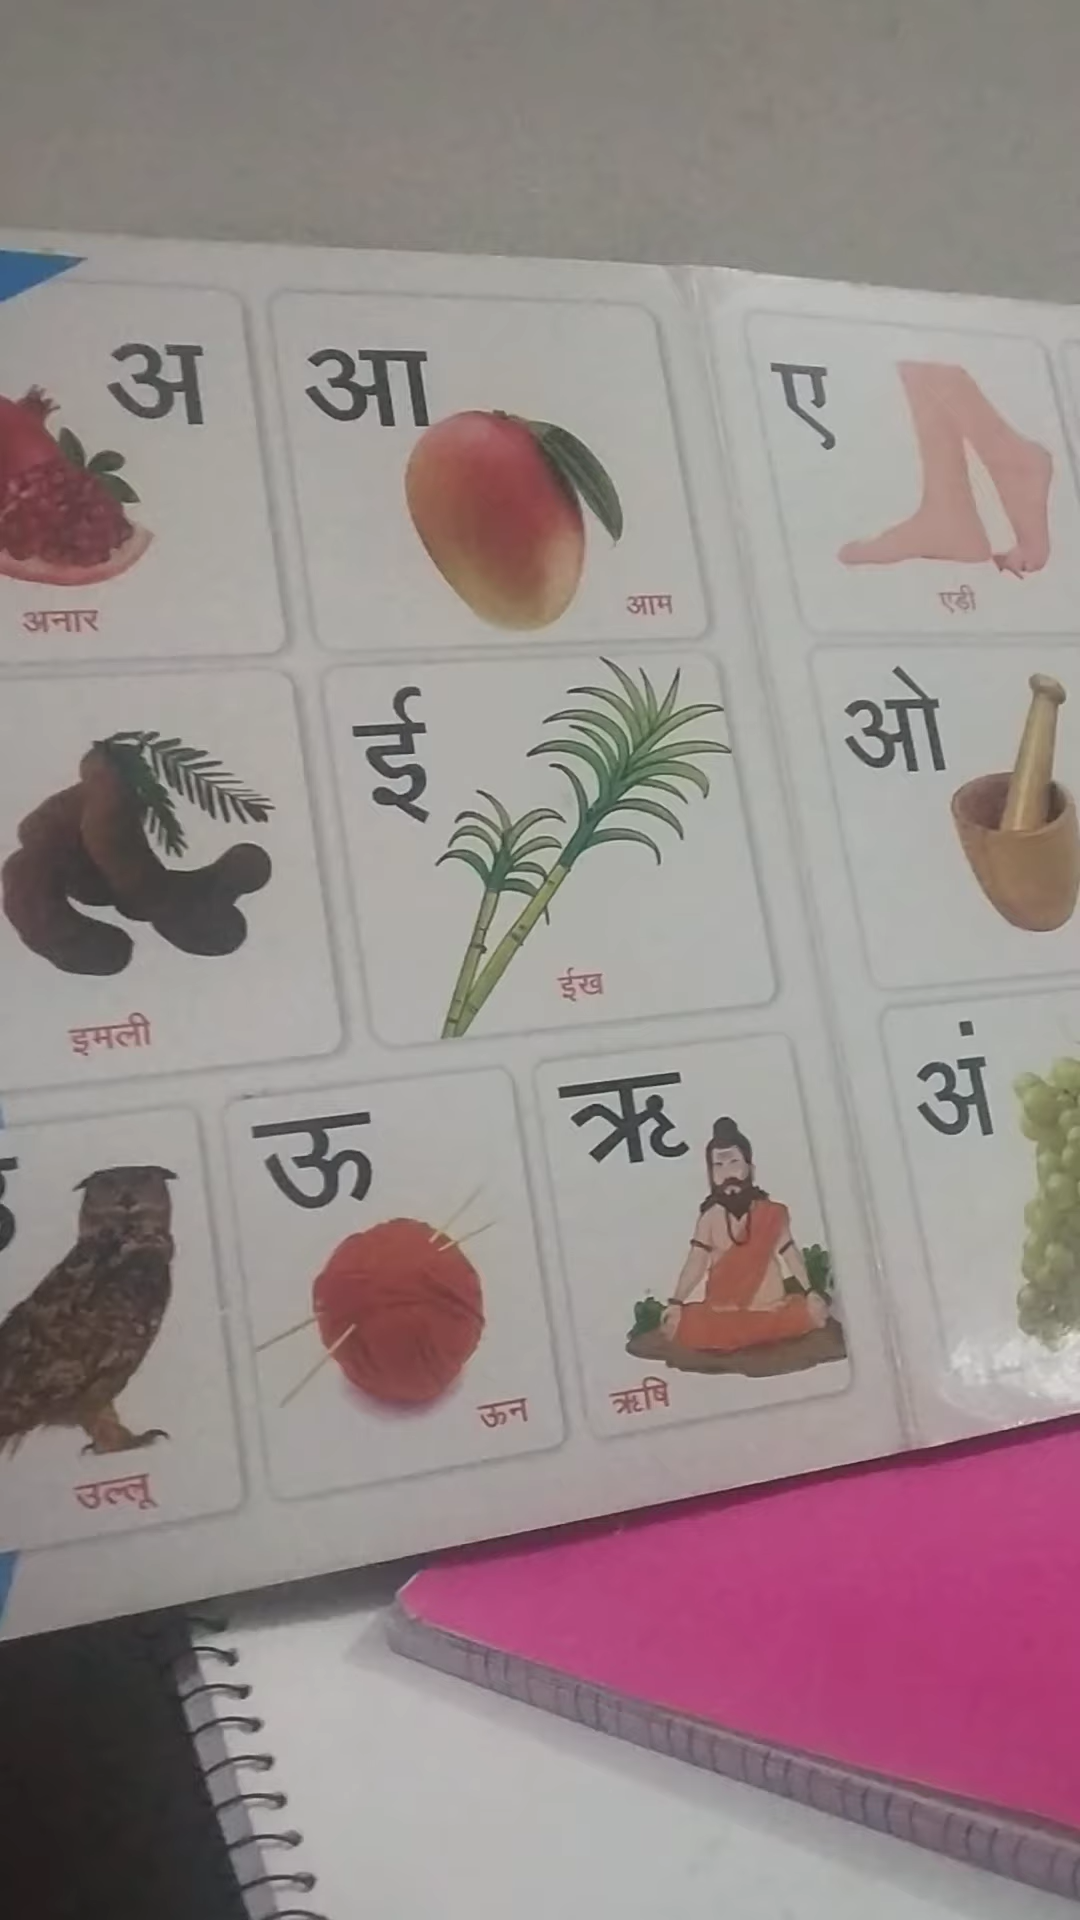 अ
अनार
आ
आम
इमली
ई
ईख
उल्लू
ऊ
ऊन
ऋ
ऋषि
ए
एड़ी
ओ
अं